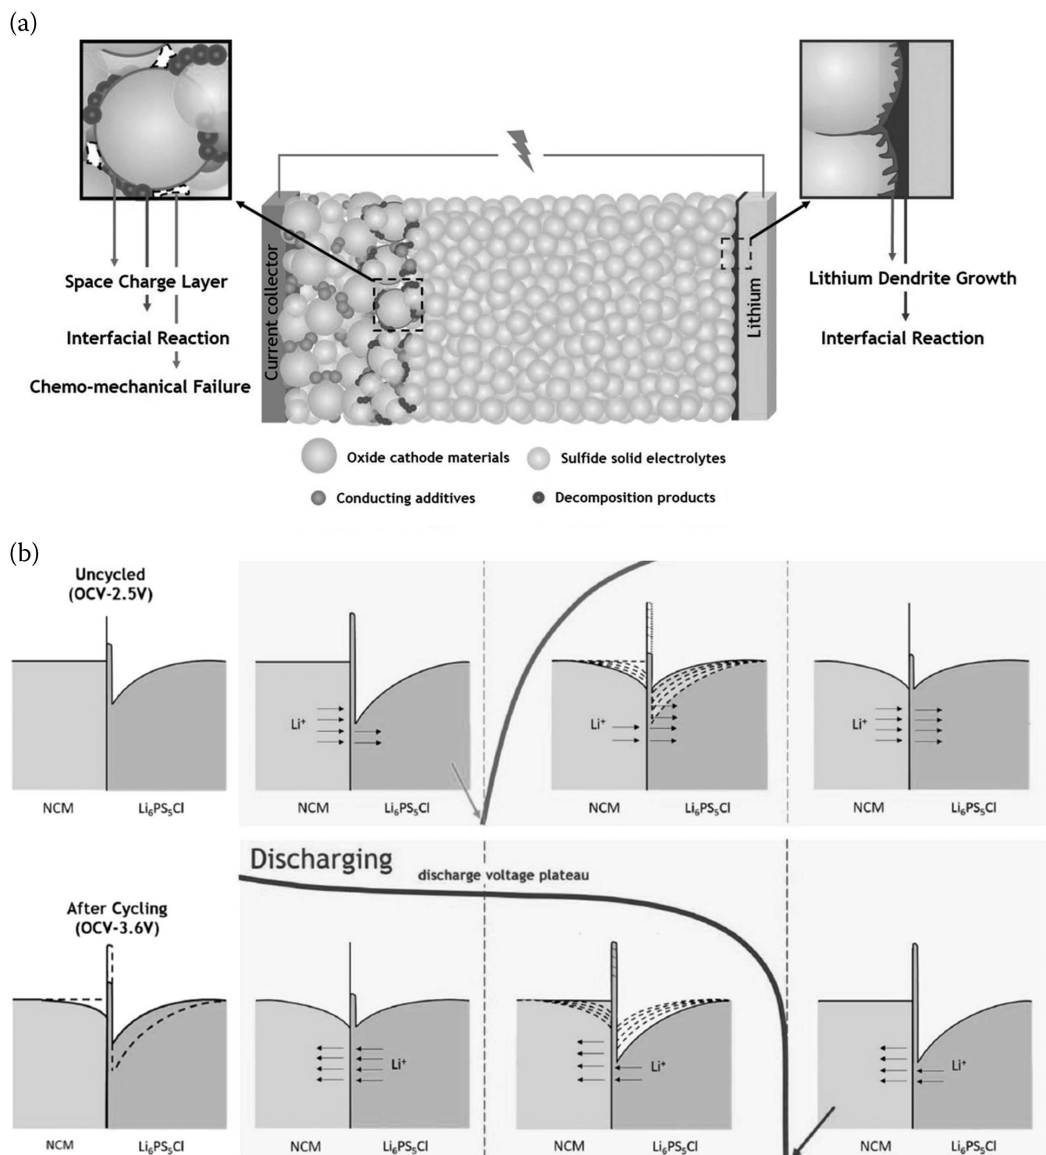 (a)
Space Charge Layer
Interfacial Reaction
Chemo-mechanical Failure
Current collector
Lithium
Lithium Dendrite Growth
Interfacial Reaction
Oxide cathode materials
Sulfide solid electrolytes
Conducting additives
Decomposition products
(b)
Uncycled
(OCV-2.5V)
Li⁺
Li⁺
Li⁺
NCM Li₆PS₅Cl
NCM Li₆PS₅Cl
NCM Li₆PS₅Cl
NCM Li₆PS₅Cl
Discharging
discharge voltage plateau
After Cycling
(OCV-3.6V)
Li⁺
Li⁺
Li⁺
NCM Li₆PS₅Cl
NCM Li₆PS₅Cl
NCM Li₆PS₅Cl
NCM Li₆PS₅Cl